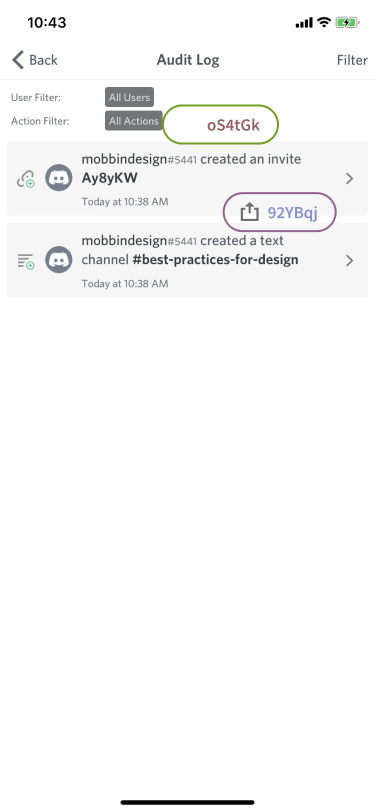 10:43
Back
Audit Log
Filter
User Filter:
All Users
Action Filter:
All Actions
oS4tGk
mobbindesign#5441 created an invite
Ay8yKW
Today at 10:38 AM
92YBqj
mobbindesign#5441 created a text
channel #best-practices-for-design
Today at 10:38 AM